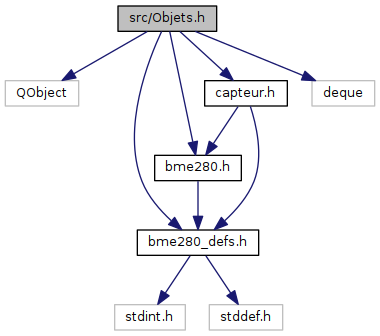 src/Objets.h
QObject
capteur.h
deque
bme280.h
bme280_defs.h
stdint.h
stddef.h